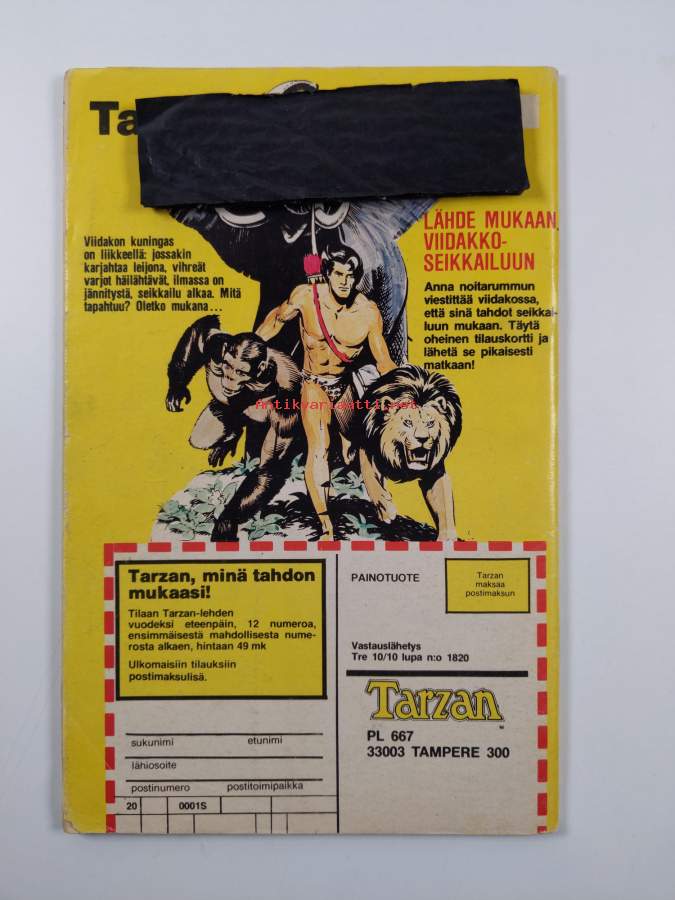 Ta
Viidakon kuningas
on liikkeellä: jossakin
karjahtaa leijona, vihreät
varjot häilähtävät, ilmassa on
jännitystä, seikkailu alkaa. Mitä
tapahtuu? Oletko mukana...
LÄHDE MUKAAN
VIIDAKKO-
SEIKKAILUUN
Anna noitarummun
viestittää viidakossa,
että sinä tahdot seikkai-
luun mukaan. Täytä
oheinen tilauskortti ja
lähetä se pikaisesti
matkaan!
Antikvariaatti.net
Tarzan, minä tahdon
mukaasi!
Tilaan Tarzan-lehden
vuodeksi eteenpäin, 12 numeroa,
ensimmäisestä mahdollisesta nume-
rosta alkaen, hintaan 49 mk
Ulkomaisiin tilauksiin
postimaksulisä.
sukunimi etunimi
lähiosoite
postinumero postitoimipaikka
20 0001S
PAINOTUOTE
Tarzan
maksaa
postimaksun
Vastauslähetys
Tre 10/10 lupa n:o 1820
Tarzan
PL 667
33003 TAMPERE 300